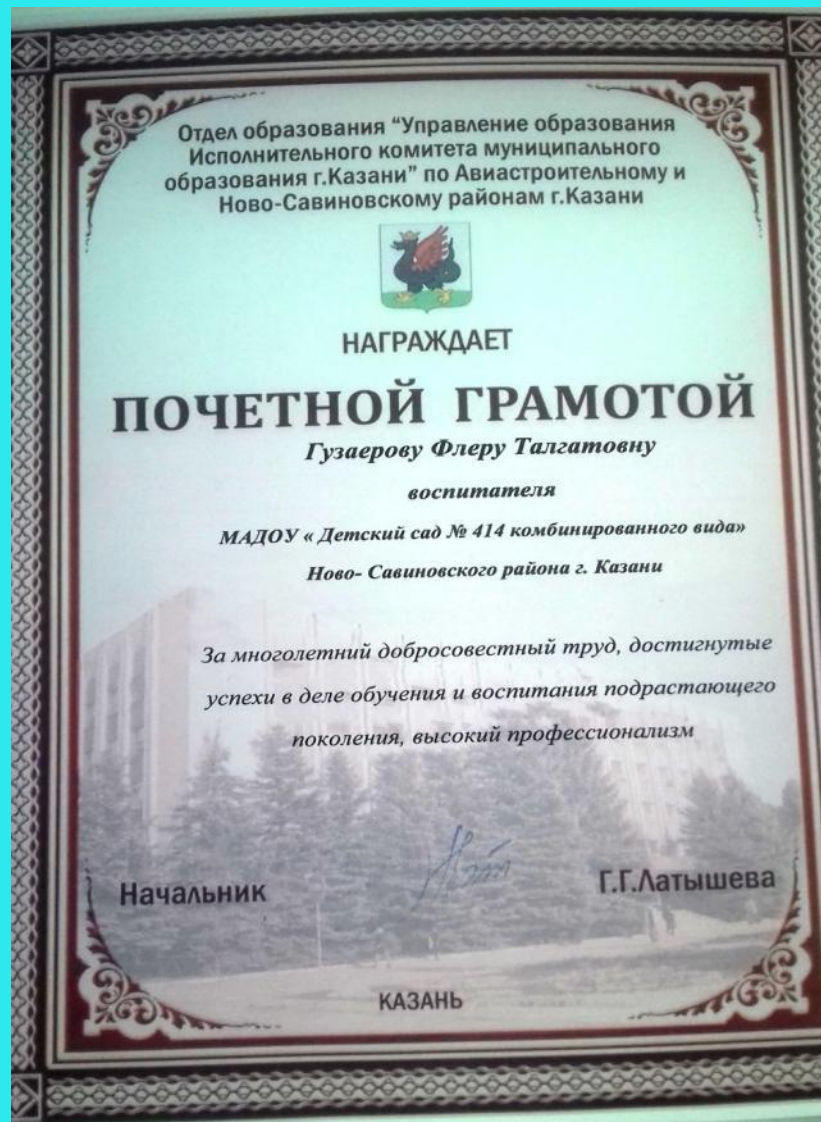 Отдел образования "Управление образования
Исполнительного комитета муниципального
образования г.Казани" по Авиастроительному и
Ново-Савиновскому районам г.Казани
НАГРАЖДАЕТ
ПОЧЕТНОЙ ГРАМОТОЙ
Гузаерову Флеру Талгатовну
воспитателя
МАДОУ « Детский сад № 414 комбинированного вида»
Ново- Савиновского района г. Казани
За многолетний добросовестный труд, достигнутые
успехи в деле обучения и воспитания подрастающего
поколения, высокий профессионализм
Начальник Г.Г.Латышева
КАЗАНЬ